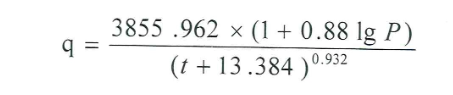 q = 3855 .962 × (1 + 0.88 lg P) / (t + 13.384 )^0.932